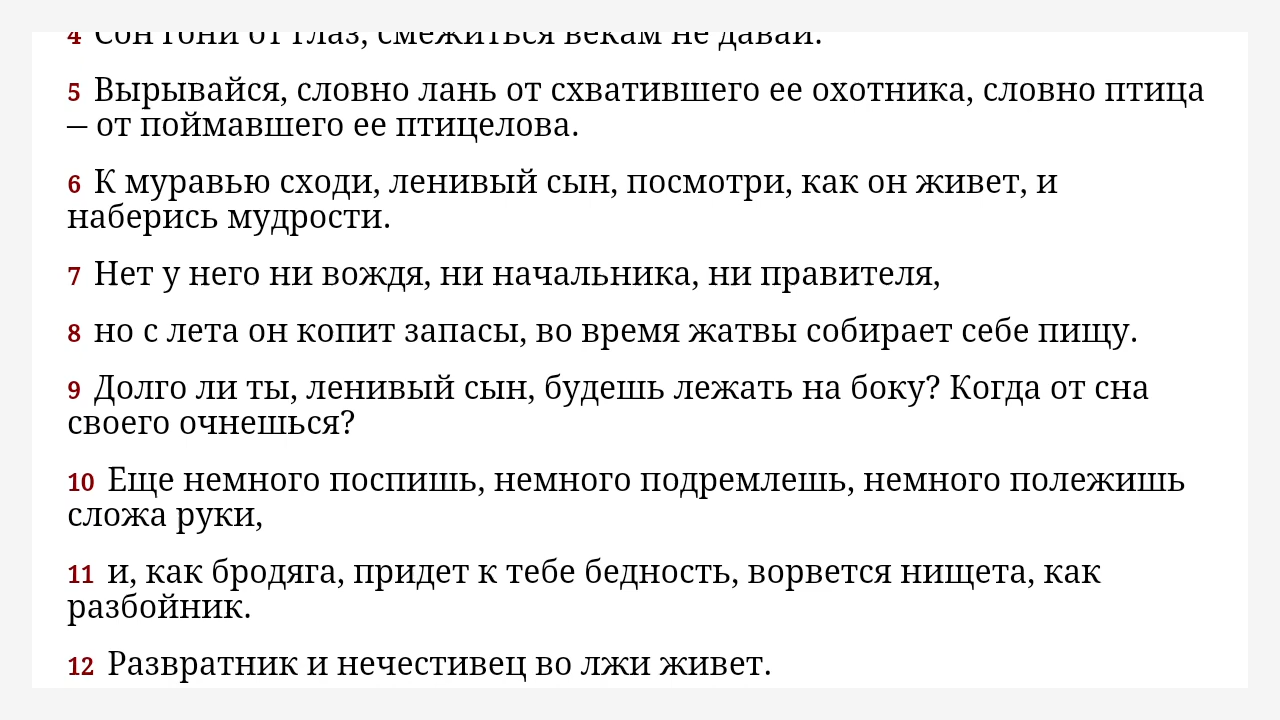 4 Сон гони от глаз, смежиться векам не давай.
5 Вырывайся, словно лань от схватившего ее охотника, словно птица
– от поймавшего ее птицелова.
6 К муравью сходи, ленивый сын, посмотри, как он живет, и
наберись мудрости.
7 Нет у него ни вождя, ни начальника, ни правителя,
8 но с лета он копит запасы, во время жатвы собирает себе пищу.
9 Долго ли ты, ленивый сын, будешь лежать на боку? Когда от сна
своего очнешься?
10 Еще немного поспишь, немного подремлешь, немного полежишь
сложа руки,
11 и, как бродяга, придет к тебе бедность, ворвется нищета, как
разбойник.
12 Развратник и нечестивец во лжи живет.